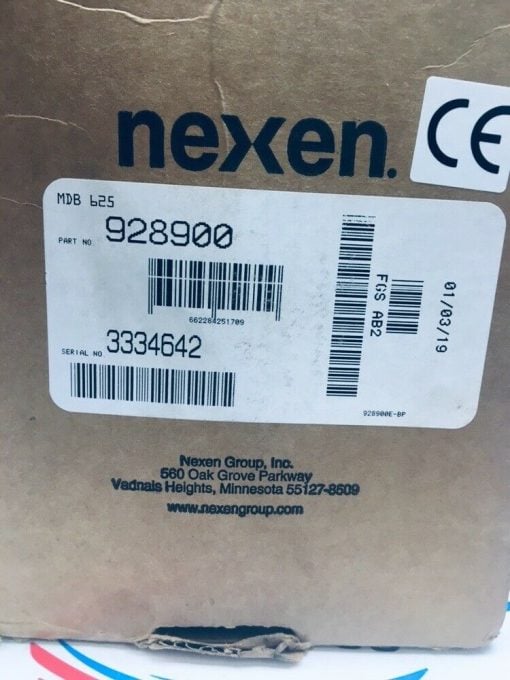 nexen.
CE
MDB 625
PART NO. 928900
662284251709
SERIAL NO 3334642
FGS AB2
01/03/19
928900E-BP
Nexen Group, Inc.
560 Oak Grove Parkway
Vadnais Heights, Minnesota 55127-8509
www.nexengroup.com